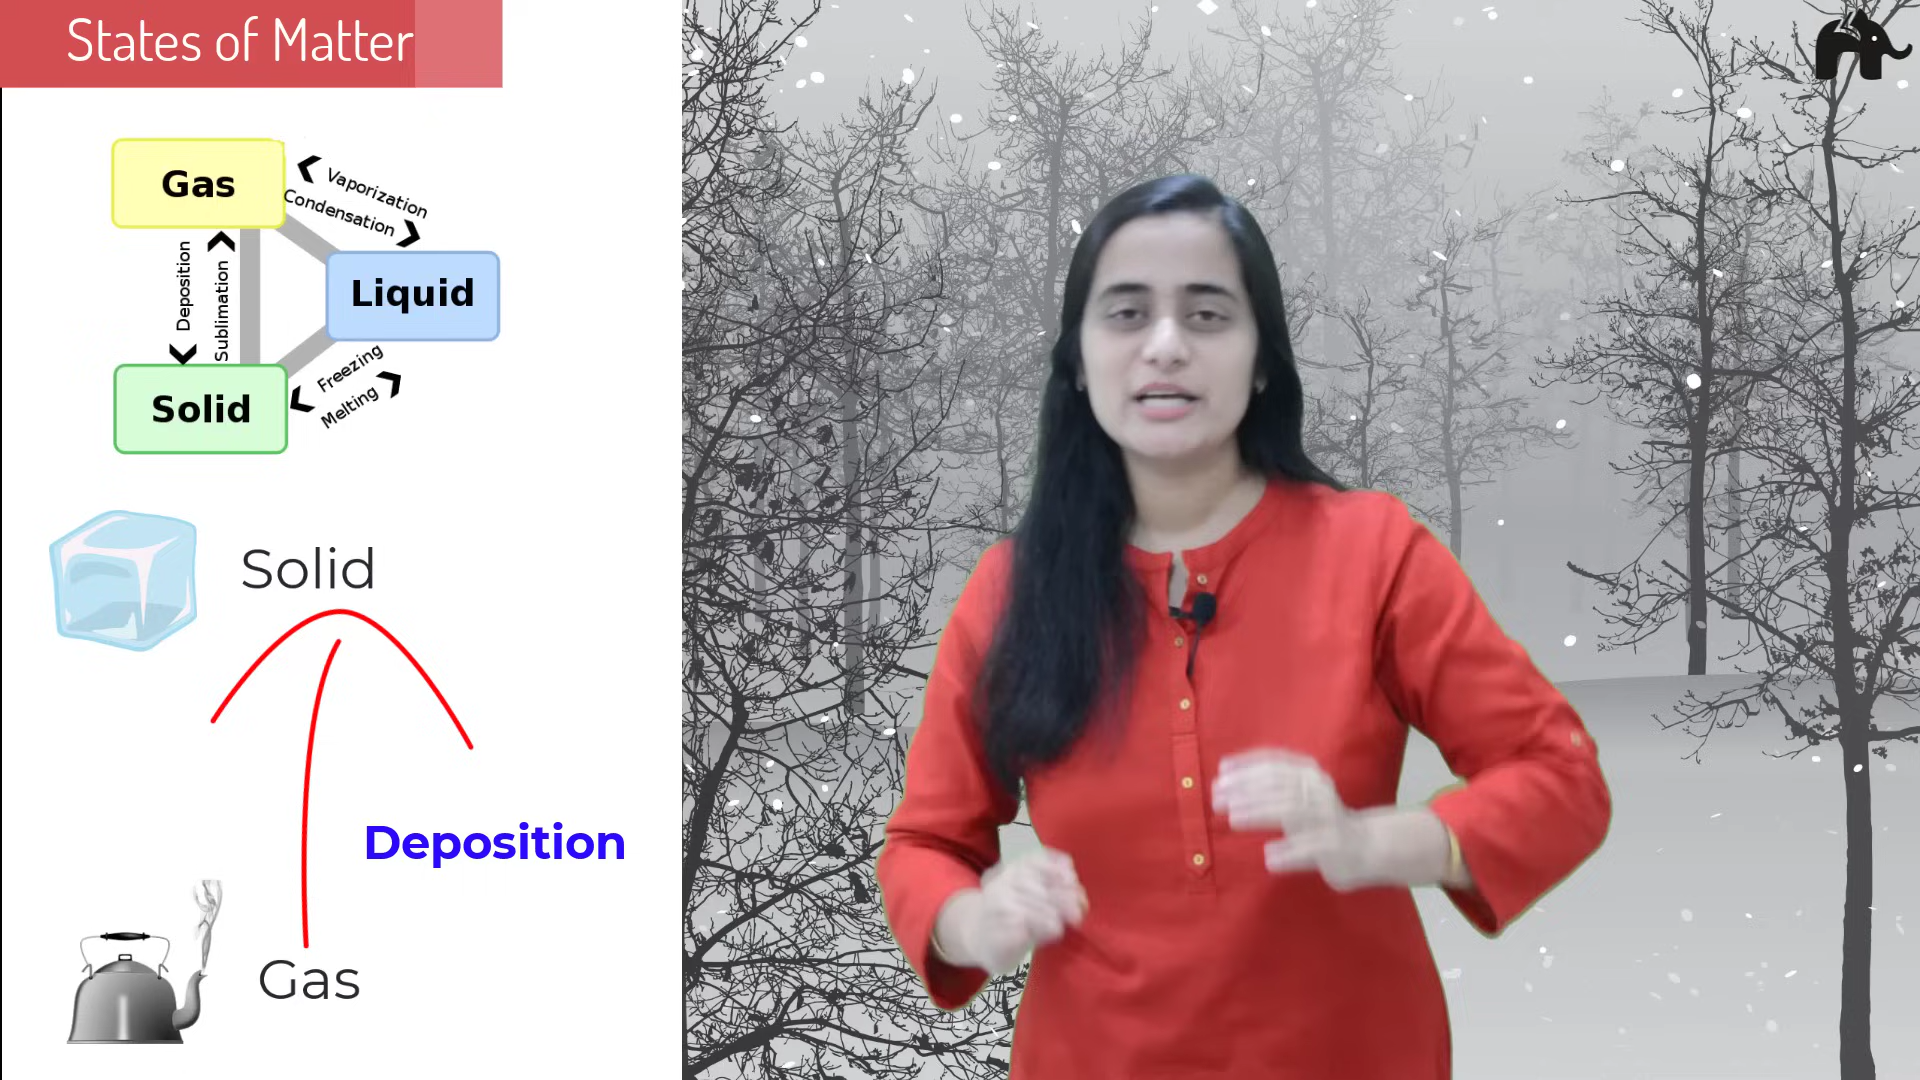 States of Matter
Gas
Vaporization
Condensation
Deposition
Sublimation
Liquid
Freezing
Melting
Solid
Solid
Deposition
Gas